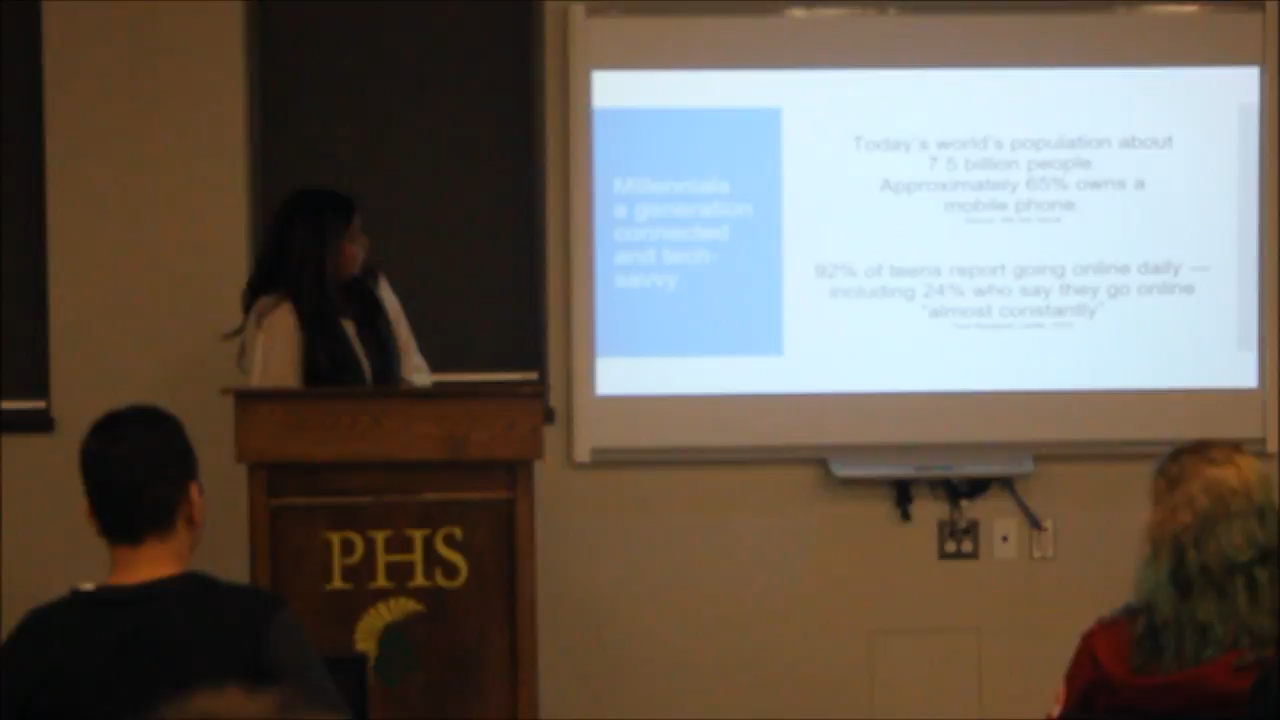 Millennials
a generation
connected
and tech-
savvy
Today's world's population about
7.5 billion people
Approximately 65% owns a
mobile phone
92% of teens report going online daily —
including 24% who say they go online
"almost constantly"
PHS